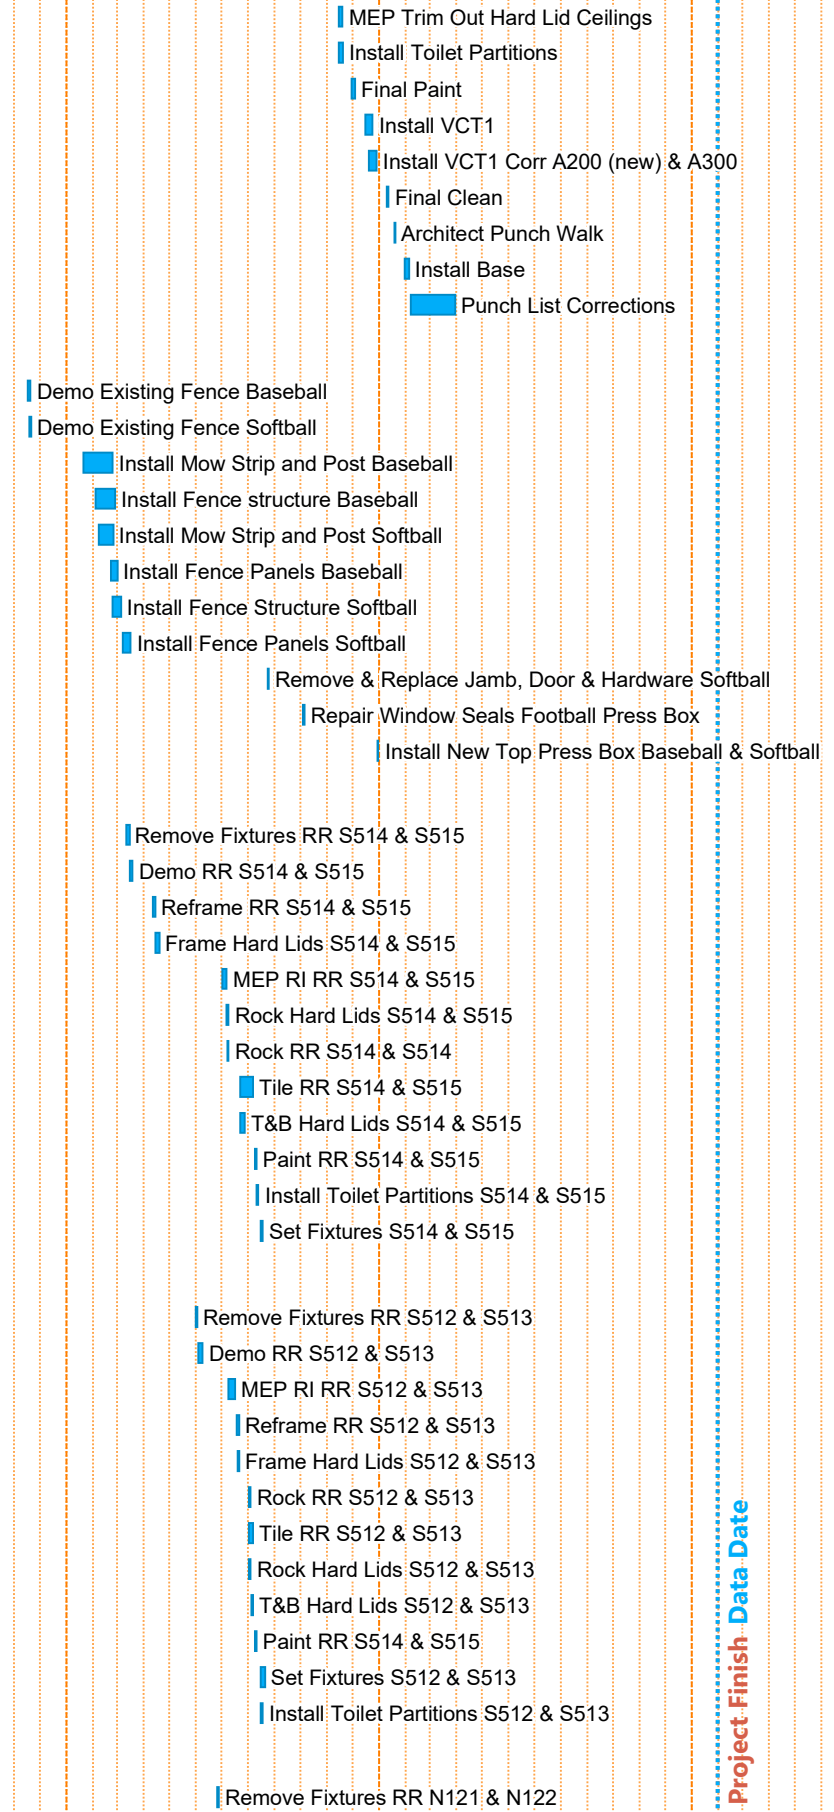 MEP Trim Out Hard Lid Ceilings
Install Toilet Partitions
Final Paint
Install VCT1
Install VCT1 Corr A200 (new) & A300
Final Clean
Architect Punch Walk
Install Base
Punch List Corrections
Demo Existing Fence Baseball
Demo Existing Fence Softball
Install Mow Strip and Post Baseball
Install Fence structure Baseball
Install Mow Strip and Post Softball
Install Fence Panels Baseball
Install Fence Structure Softball
Install Fence Panels Softball
Remove & Replace Jamb, Door & Hardware Softball
Repair Window Seals Football Press Box
Install New Top Press Box Baseball & Softball
Remove Fixtures RR S514 & S515
Demo RR S514 & S515
Reframe RR S514 & S515
Frame Hard Lids S514 & S515
MEP RI RR S514 & S515
Rock Hard Lids S514 & S515
Rock RR S514 & S514
Tile RR S514 & S515
T&B Hard Lids S514 & S515
Paint RR S514 & S515
Install Toilet Partitions S514 & S515
Set Fixtures S514 & S515
Remove Fixtures RR S512 & S513
Demo RR S512 & S513
MEP RI RR S512 & S513
Reframe RR S512 & S513
Frame Hard Lids S512 & S513
Rock RR S512 & S513
Tile RR S512 & S513
Rock Hard Lids S512 & S513
T&B Hard Lids S512 & S513
Paint RR S514 & S515
Set Fixtures S512 & S513
Install Toilet Partitions S512 & S513
Remove Fixtures RR N121 & N122
Project Finish Data Date